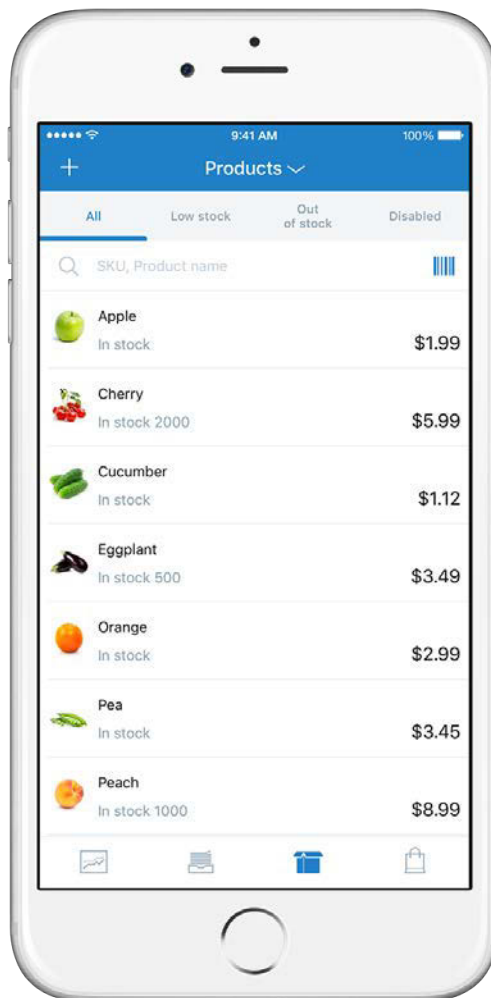 9:41 AM
100%
Products
All
Low stock
Out
of stock
Disabled
SKU, Product name
Apple
In stock
$1.99
Cherry
In stock 2000
$5.99
Cucumber
In stock
$1.12
Eggplant
In stock 500
$3.49
Orange
In stock
$2.99
Pea
In stock
$3.45
Peach
In stock 1000
$8.99